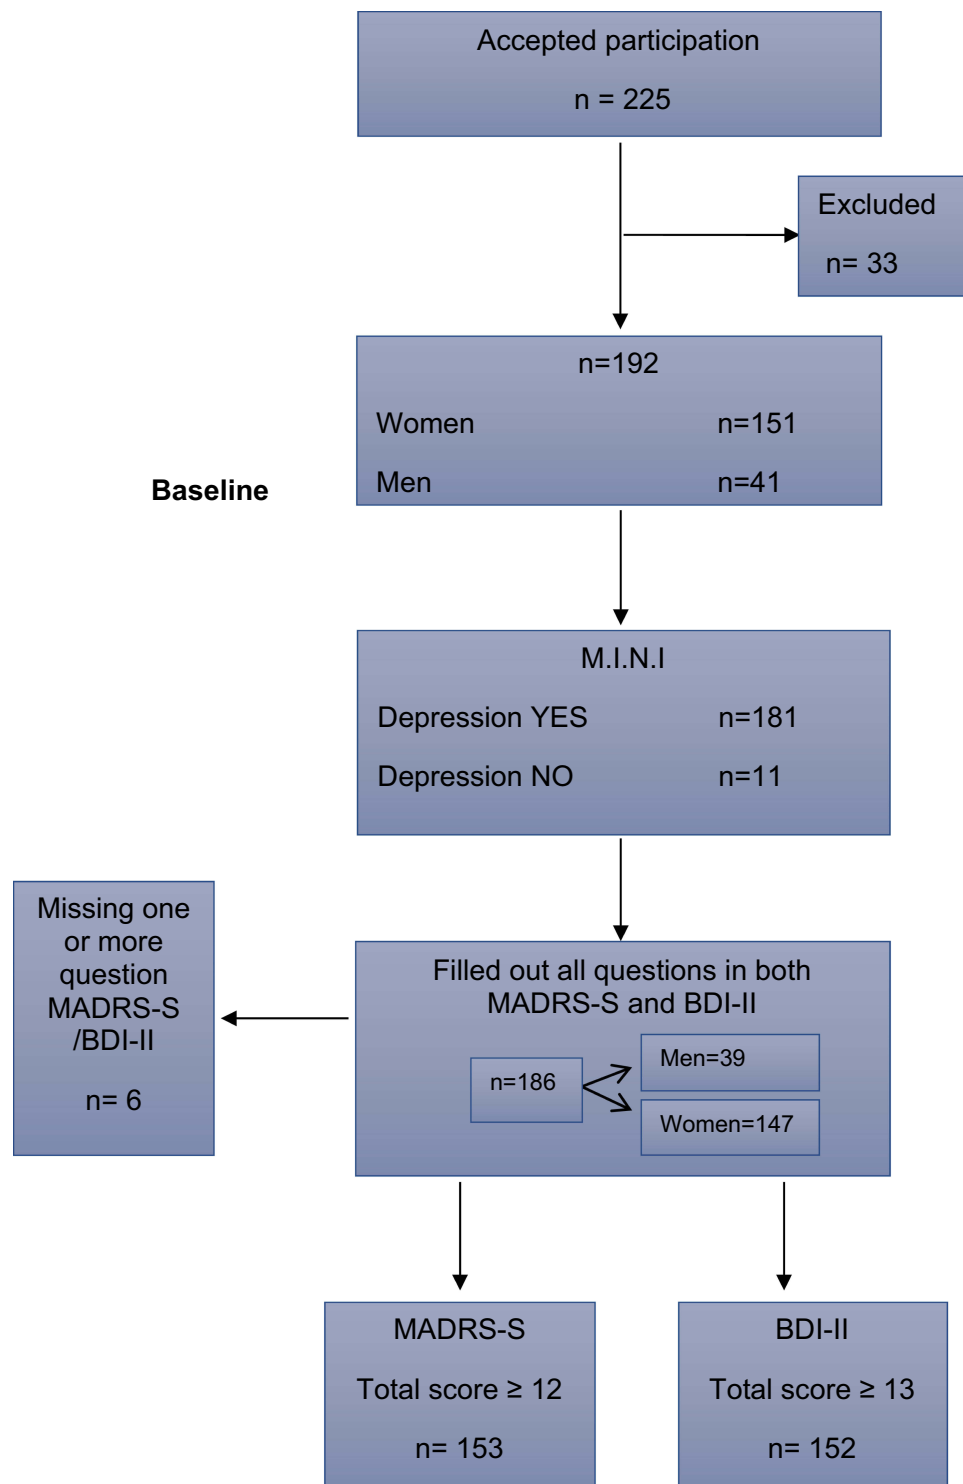 Accepted participation
n = 225
Excluded
n= 33
n=192
Women n=151
Men n=41
Baseline
M.I.N.I
Depression YES n=181
Depression NO n=11
Missing one
or more
question
MADRS-S
/BDI-II
n= 6
Filled out all questions in both
MADRS-S and BDI-II
n=186
Men=39
Women=147
MADRS-S
Total score ≥ 12
n= 153
BDI-II
Total score ≥ 13
n= 152